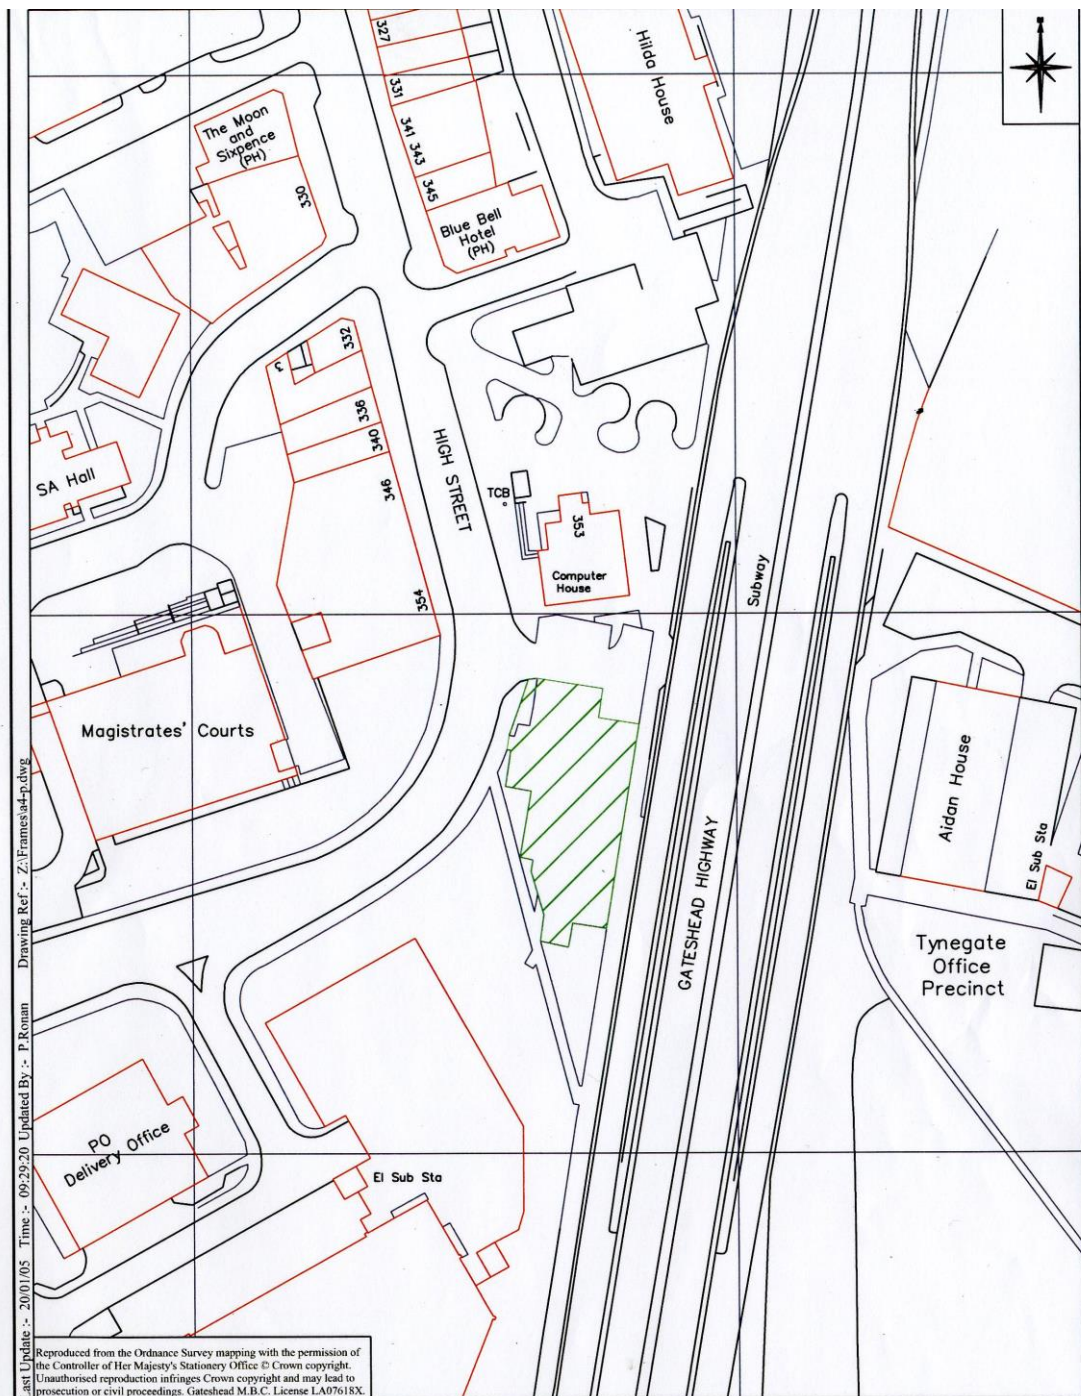 327
331
341 343
345
Hilda House
The Moon
and
Sixpence
(PH)
330
Blue Bell
Hotel
(PH)
332
3
336
340
346
354
HIGH STREET
SA Hall
TCB
353
Computer
House
Subway
Magistrates' Courts
GATESHEAD HIGHWAY
Aidan House
El Sub Sta
Tynegate
Office
Precinct
PO
Delivery Office
El Sub Sta
ast Update :- 20/01/05 Time :- 09:29:20 Updated By :- P.Ronan Drawing Ref :- Z:\Frames\a4-p.dwg
Reproduced from the Ordnance Survey mapping with the permission of
the Controller of Her Majesty's Stationery Office © Crown copyright.
Unauthorised reproduction infringes Crown copyright and may lead to
prosecution or civil proceedings. Gateshead M.B.C. License LA07618X.